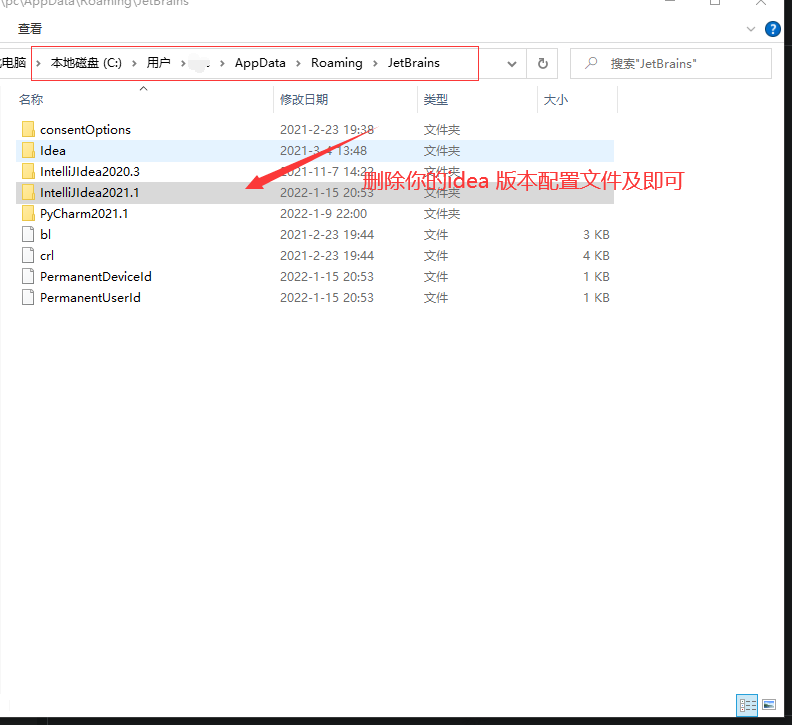 \pc\AppData\Roaming\JetBrains
查看
电脑 本地磁盘 (C:) 用户 AppData Roaming JetBrains 搜索"JetBrains"
名称 修改日期 类型 大小
consentOptions 2021-2-23 19:38 文件夹
Idea 2021-3-4 13:48 文件夹
IntelliJIdea2020.3 2021-11-7 14:22 文件夹
删除你的idea 版本配置文件及即可
IntelliJIdea2021.1 2022-1-15 20:53 文件夹
PyCharm2021.1 2022-1-9 22:00 文件夹
bl 2021-2-23 19:44 文件 3 KB
crl 2021-2-23 19:44 文件 4 KB
PermanentDeviceId 2022-1-15 20:53 文件 1 KB
PermanentUserId 2022-1-15 20:53 文件 1 KB